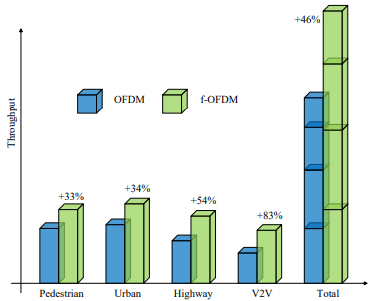 +46%
OFDM
f-OFDM
Throughput
+33%
+34%
+54%
+83%
Pedestrian
Urban
Highway
V2V
Total